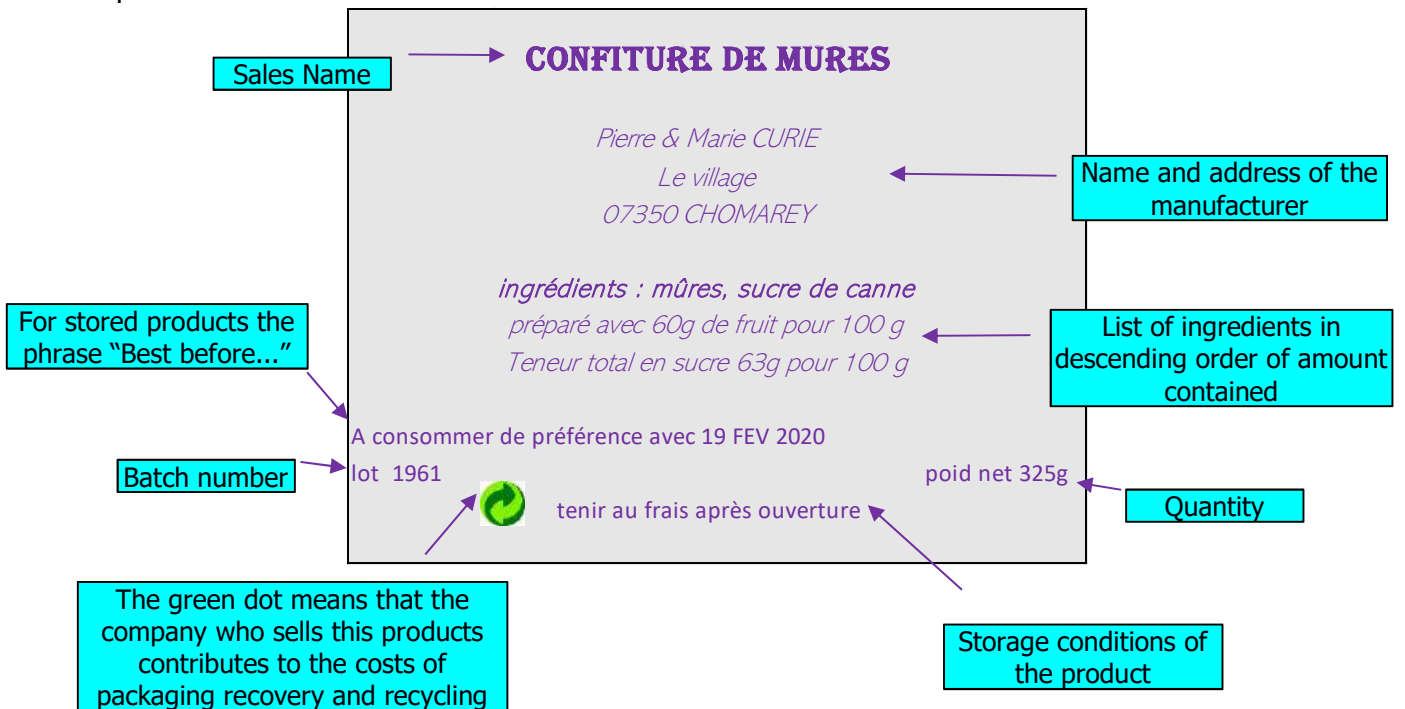 CONFITURE DE MURES
Sales Name
Pierre & Marie CURIE
Le village
07350 CHOMAREY
Name and address of the
manufacturer
ingrédients : mûres, sucre de canne
préparé avec 60g de fruit pour 100 g
Teneur total en sucre 63g pour 100 g
For stored products the
phrase “Best before...”
List of ingredients in
descending order of amount
contained
A consommer de préférence avec 19 FEV 2020
Batch number
lot 1961
poid net 325g
Quantity
tenir au frais après ouverture
The green dot means that the
company who sells this products
contributes to the costs of
packaging recovery and recycling
Storage conditions of
the product